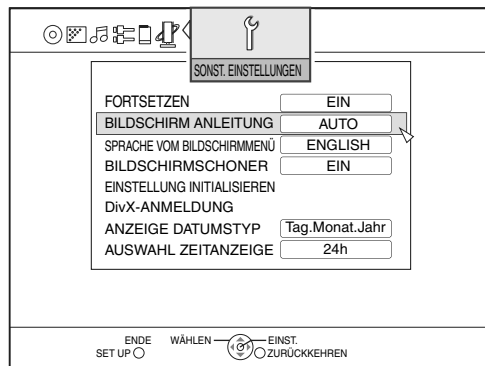 SONST. EINSTELLUNGEN
FORTSETZEN EIN
BILDSCHIRM ANLEITUNG AUTO
SPRACHE VOM BILDSCHIRMMENÜ ENGLISH
BILDSCHIRMSCHONER EIN
EINSTELLUNG INITIALISIEREN
DivX-ANMELDUNG
ANZEIGE DATUMSTYP Tag.Monat.Jahr
AUSWAHL ZEITANZEIGE 24h
ENDE WÄHLEN EINST.
SET UP ZURÜCKKEHREN